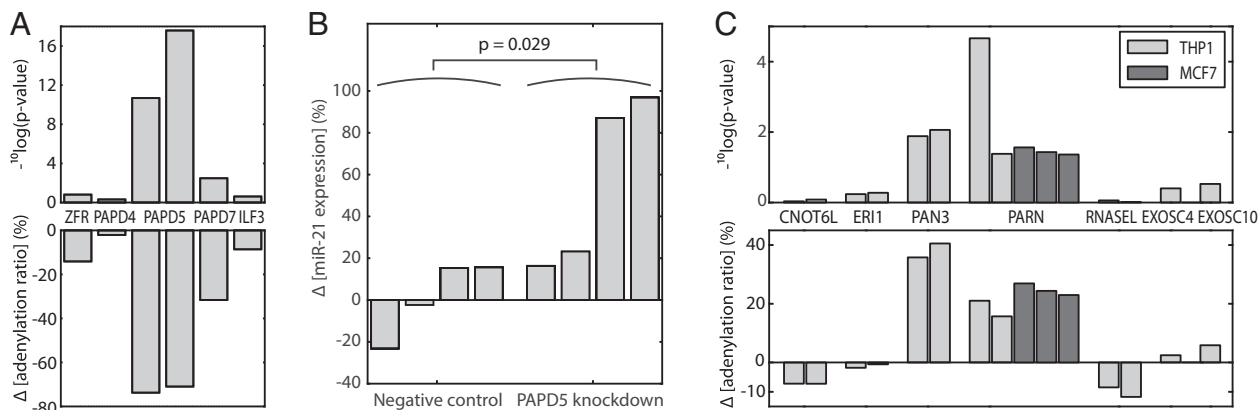 A
-¹⁰log(p-value)
16
12
8
4
0
ZFR PAPD4 PAPD5 PAPD7 ILF3
Δ [adenylation ratio] (%)
0
-20
-40
-60
-80
B
p = 0.029
Δ [miR-21 expression] (%)
100
80
60
40
20
0
-20
-40
Negative control PAPD5 knockdown
C
THP1
MCF7
-¹⁰log(p-value)
4
2
0
CNOT6L ERI1 PAN3 PARN RNASEL EXOSC4 EXOSC10
Δ [adenylation ratio] (%)
40
20
0
-10